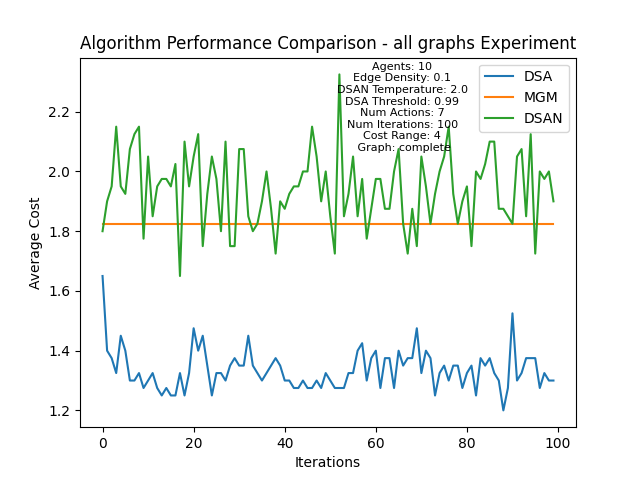 Algorithm Performance Comparison - all graphs Experiment
Agents: 10
Edge Density: 0.1
DSAN Temperature: 2.0
DSA Threshold: 0.99
Num Actions: 7
Num Iterations: 100
Cost Range: 4
Graph: complete
DSA
MGM
DSAN
Average Cost
2.2
2.0
1.8
1.6
1.4
1.2
0 20 40 60 80 100
Iterations